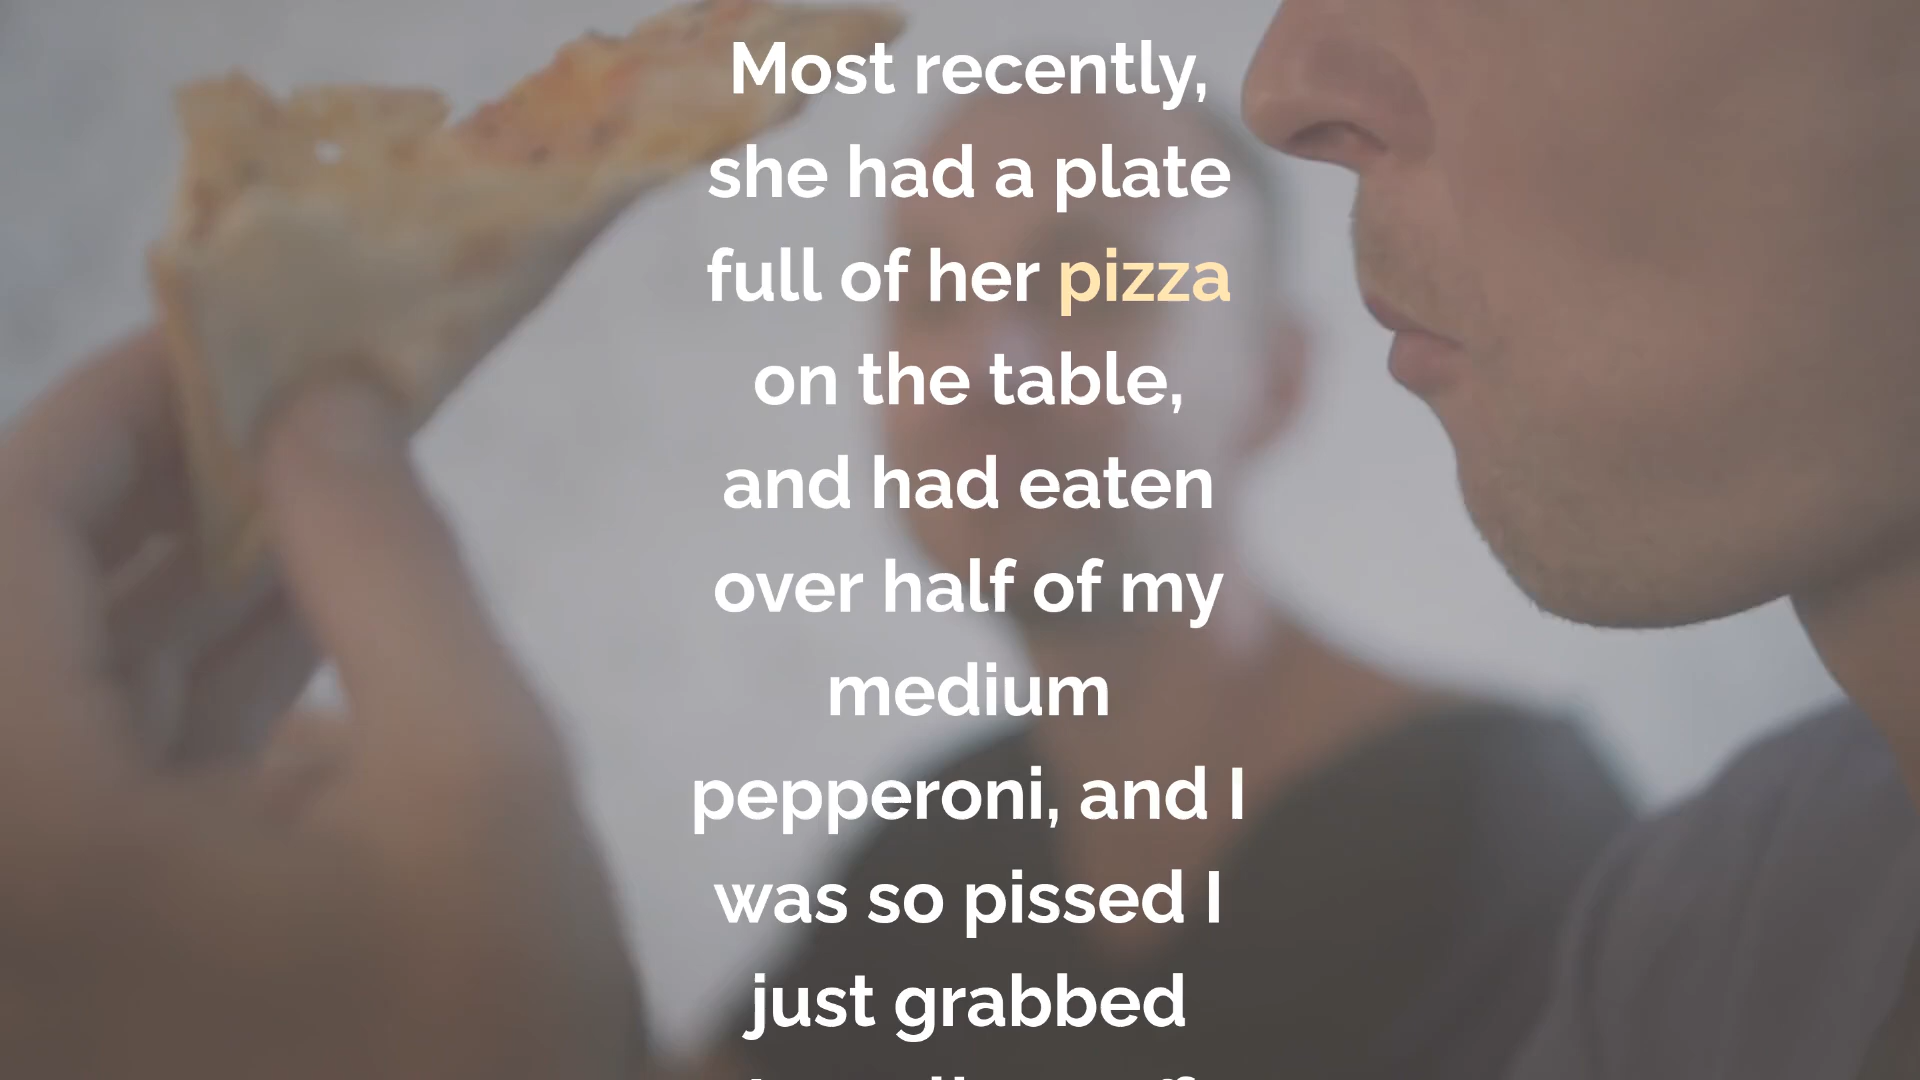 Most recently,
she had a plate
full of her pizza
on the table,
and had eaten
over half of my
medium
pepperoni, and I
was so pissed I
just grabbed